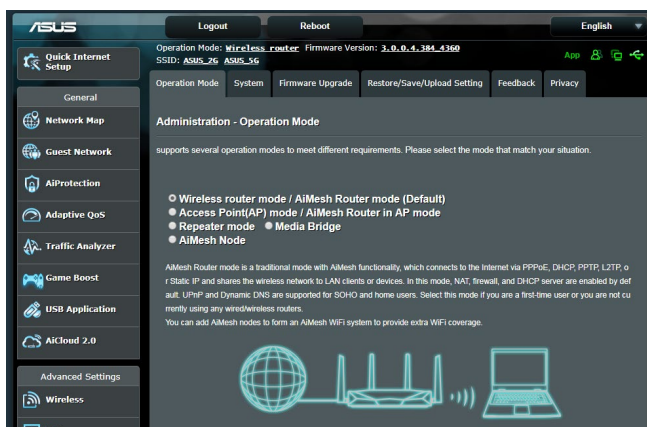 ASUS
Logout
Reboot
English
Quick Internet
Setup
Operation Mode: Wireless router Firmware Version: 3.0.0.4.384_4360
SSID: ASUS_2G ASUS_5G
App
Operation Mode
System
Firmware Upgrade
Restore/Save/Upload Setting
Feedback
Privacy
General
Network Map
Guest Network
AiProtection
Adaptive QoS
Traffic Analyzer
Game Boost
USB Application
AiCloud 2.0
Advanced Settings
Wireless
Administration - Operation Mode
supports several operation modes to meet different requirements. Please select the mode that match your situation.
Wireless router mode / AiMesh Router mode (Default)
Access Point(AP) mode / AiMesh Router in AP mode
Repeater mode Media Bridge
AiMesh Node
AiMesh Router mode is a traditional mode with AiMesh functionality, which connects to the Internet via PPPoE, DHCP, PPTP, L2TP, o
r Static IP and shares the wireless network to LAN clients or devices. In this mode, NAT, firewall, and DHCP server are enabled by def
ault. UPnP and Dynamic DNS are supported for SOHO and home users. Select this mode if you are a first-time user or you are not cu
rrently using any wired/wireless routers.
You can add AiMesh nodes to form an AiMesh WiFi system to provide extra WiFi coverage.